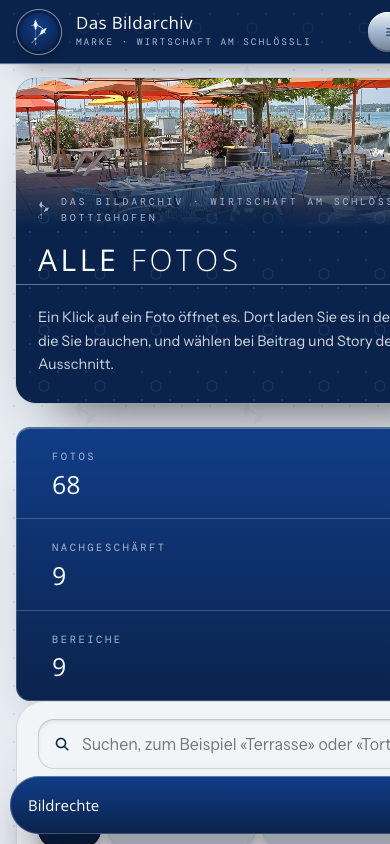 Das Bildarchiv
MARKE · WIRTSCHAFT AM SCHLÖSSLI
DAS BILDARCHIV · WIRTSCHAFT AM SCHLÖSS
BOTTIGHOFEN
ALLE FOTOS
Ein Klick auf ein Foto öffnet es. Dort laden Sie es in de
die Sie brauchen, und wählen bei Beitrag und Story de
Ausschnitt.
FOTOS
68
NACHGESCHÄRFT
9
BEREICHE
9
Suchen, zum Beispiel «Terrasse» oder «Tort
Bildrechte